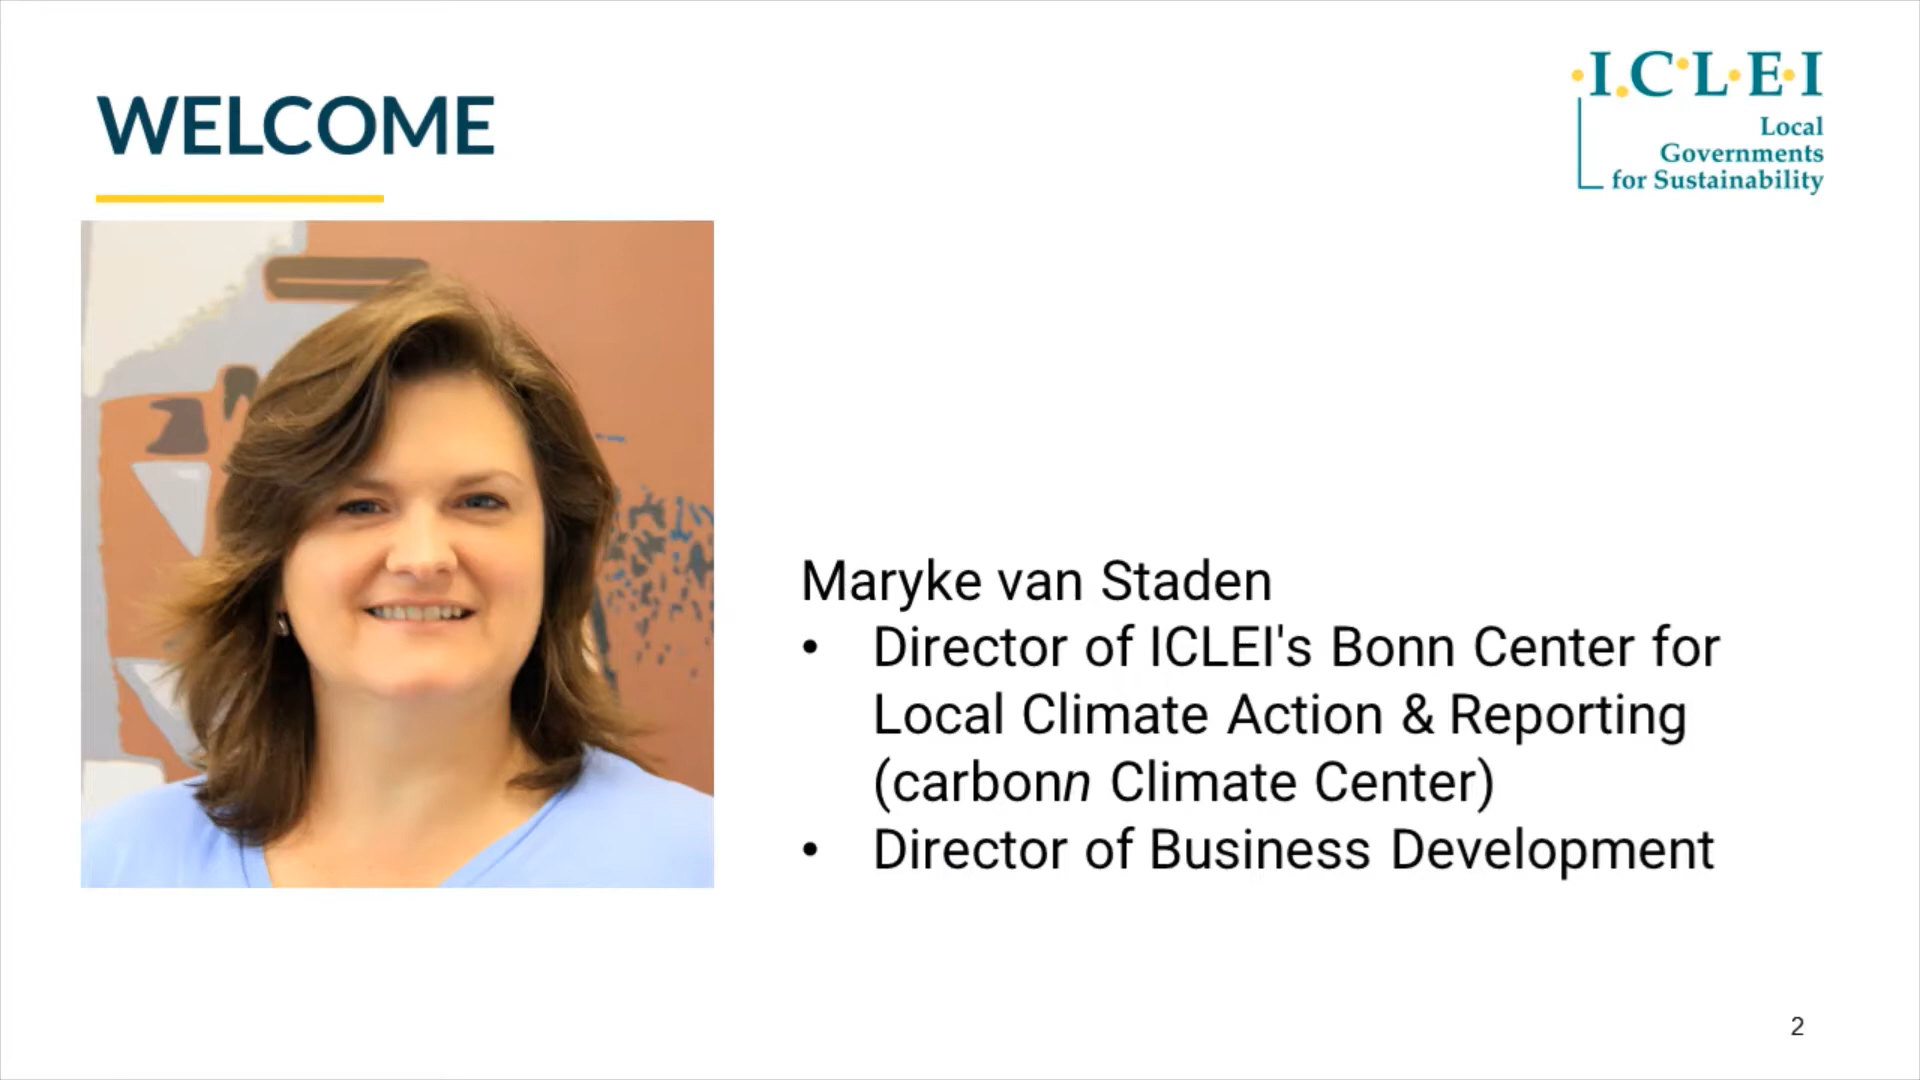 WELCOME
I.C.L.E.I
Local
Governments
for Sustainability
Maryke van Staden
• Director of ICLEI's Bonn Center for
Local Climate Action & Reporting
(carbonn Climate Center)
• Director of Business Development
2